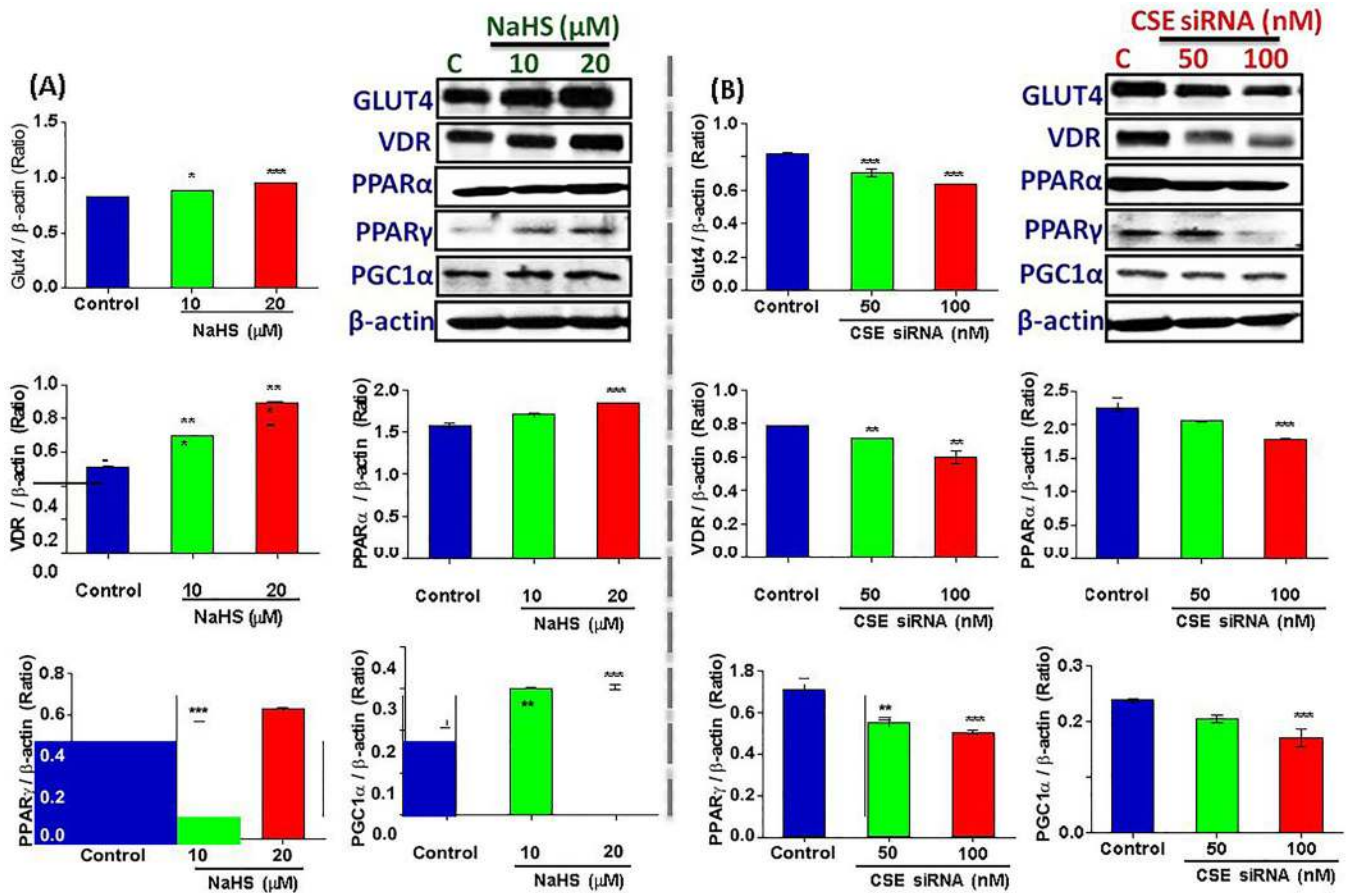 NaHS (μM)
C 10 20
(A)
GLUT4
VDR
PPARα
PPARγ
PGC1α
β-actin
Glut4 / β-actin (Ratio)
1.5
1.0
0.5
0.0
Control
10
20
* ***
NaHS (μM)
CSE siRNA (nM)
C 50 100
(B)
GLUT4
VDR
PPARα
PPARγ
PGC1α
β-actin
Glut4 / β-actin (Ratio)
1.0
0.8
0.6
0.4
0.2
0.0
*** ***
Control
50
100
CSE siRNA (nM)
VDR / β-actin (Ratio)
1.0
0.8
0.6
0.4
0.2
0.0
**
*
**
*
Control
10
20
NaHS (μM)
PPARα / β-actin (Ratio)
2.0
1.5
1.0
0.5
0.0
***
Control
10
20
NaHS (μM)
VDR / β-actin (Ratio)
1.0
0.8
0.6
0.4
0.2
0.0
** **
Control
50
100
CSE siRNA (nM)
PPARα / β-actin (Ratio)
2.5
2.0
1.5
1.0
0.5
0.0
***
Control
50
100
CSE siRNA (nM)
PPARγ / β-actin (Ratio)
0.8
0.6
0.4
0.2
0.0
***
Control
10
20
NaHS (μM)
PGC1α / β-actin (Ratio)
0.4
0.3
0.2
0.1
0.0
** ***
Control
10
20
NaHS (μM)
PPARγ / β-actin (Ratio)
1.8
0.6
0.4
0.2
0.0
** ***
Control
50
100
CSE siRNA (nM)
PGC1α / β-actin (Ratio)
0.3
0.2
0.1
0.0
***
Control
50
100
CSE siRNA (nM)